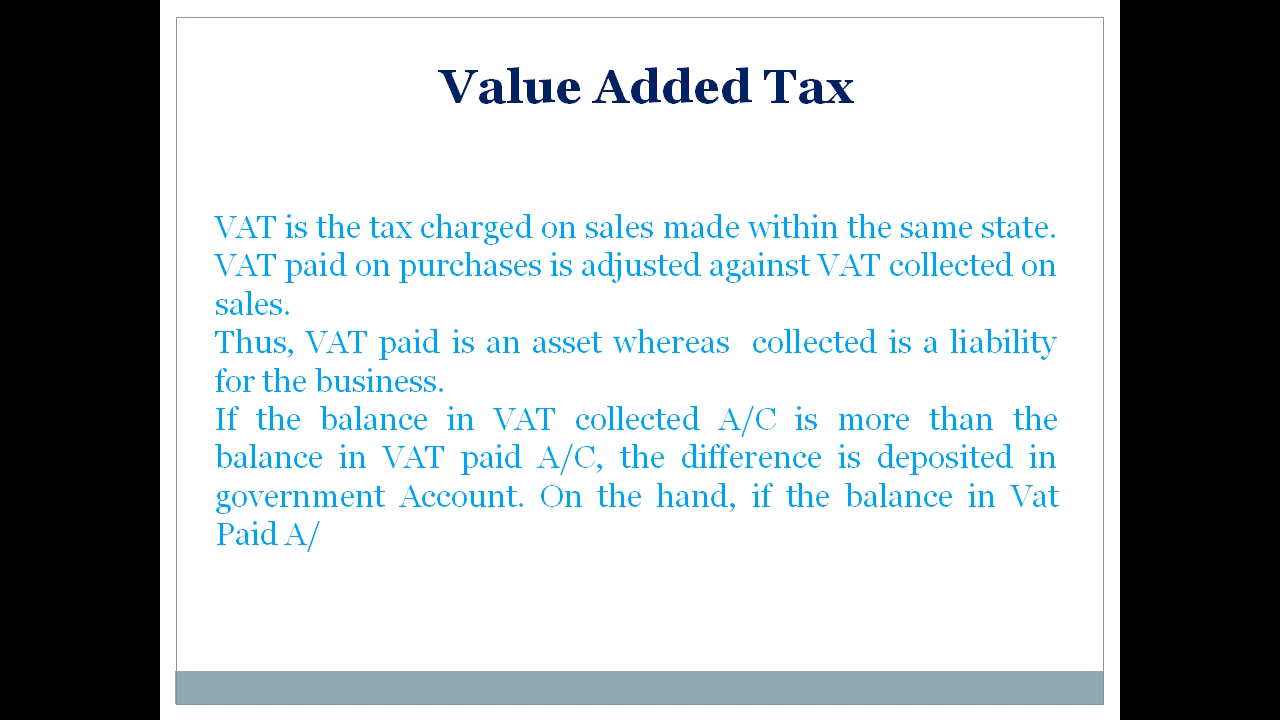 Value Added Tax
VAT is the tax charged on sales made within the same state.
VAT paid on purchases is adjusted against VAT collected on
sales.
Thus, VAT paid is an asset whereas  collected is a liability
for the business.
If the balance in VAT collected A/C is more than the
balance in VAT paid A/C, the difference is deposited in
government Account. On the hand, if the balance in Vat
Paid A/